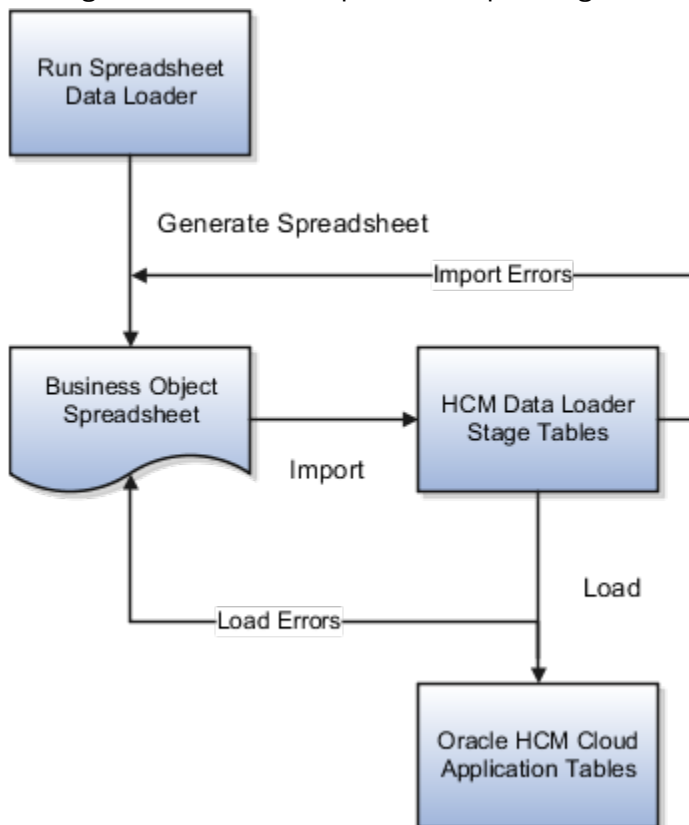 Run Spreadsheet
Data Loader
Generate Spreadsheet
Import Errors
Business Object
Spreadsheet
HCM Data Loader
Stage Tables
Import
Load
Load Errors
Oracle HCM Cloud
Application Tables